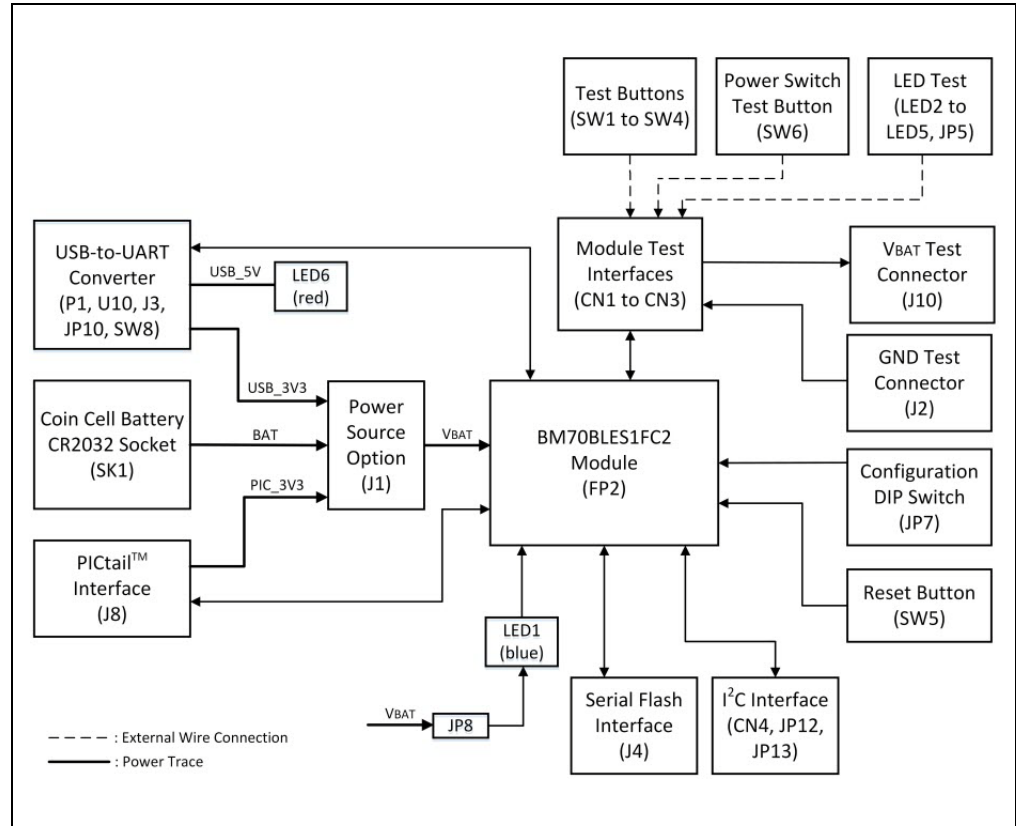 Test Buttons
(SW1 to SW4)
Power Switch
Test Button
(SW6)
LED Test
(LED2 to
LED5, JP5)
USB-to-UART
Converter
(P1, U10, J3,
JP10, SW8)
USB_5V
LED6
(red)
Module Test
Interfaces
(CN1 to CN3)
VBAT Test
Connector
(J10)
GND Test
Connector
(J2)
USB_3V3
Coin Cell Battery
CR2032 Socket
(SK1)
BAT
Power
Source
Option
(J1)
VBAT
BM70BLES1FC2
Module
(FP2)
Configuration
DIP Switch
(JP7)
PIC_3V3
PICtail™
Interface
(J8)
Reset Button
(SW5)
LED1
(blue)
VBAT
JP8
Serial Flash
Interface
(J4)
I²C Interface
(CN4, JP12,
JP13)
: External Wire Connection
: Power Trace